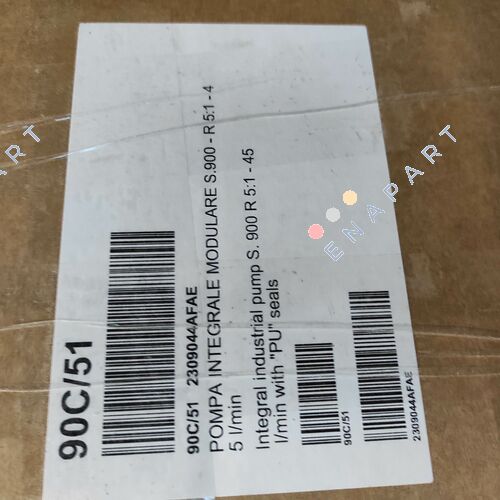 90C/51
90C/51 2309044AFAE
POMPA INTEGRALE MODULARE S.900 - R 5:1 - 4
5 l/min
Integral industrial pump S. 900 R 5:1 - 45
l/min with "PU" seals
90C/51
2309044AFAE
ENAPART
ART